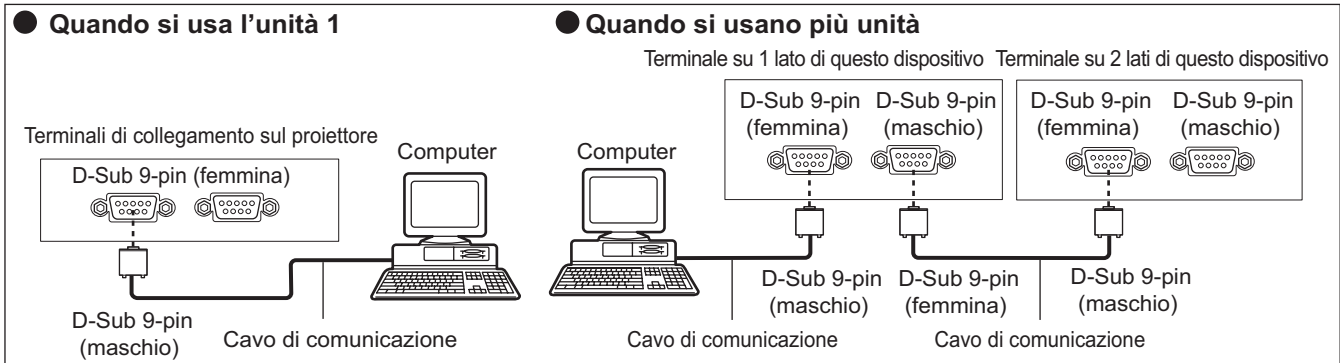 ● Quando si usa l'unità 1
Terminali di collegamento sul proiettore
D-Sub 9-pin (femmina)
Computer
D-Sub 9-pin
(maschio)
Cavo di comunicazione
● Quando si usano più unità
Terminale su 1 lato di questo dispositivo
Terminale su 2 lati di questo dispositivo
D-Sub 9-pin
(femmina)
D-Sub 9-pin
(maschio)
D-Sub 9-pin
(femmina)
D-Sub 9-pin
(maschio)
Computer
D-Sub 9-pin
(maschio)
D-Sub 9-pin
(femmina)
D-Sub 9-pin
(maschio)
Cavo di comunicazione
Cavo di comunicazione